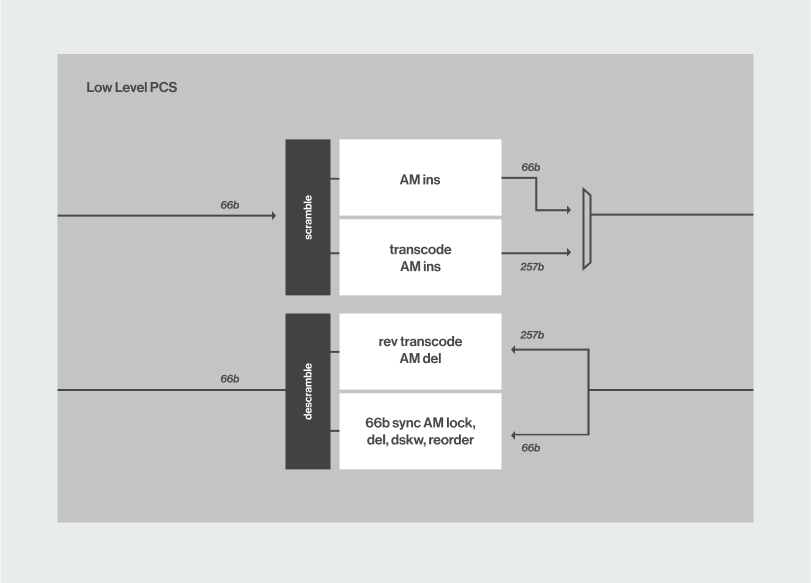 Low Level PCS
66b
scramble
AM ins
66b
transcode
AM ins
257b
66b
descramble
rev transcode
AM del
257b
66b sync AM lock,
del, dskw, reorder
66b